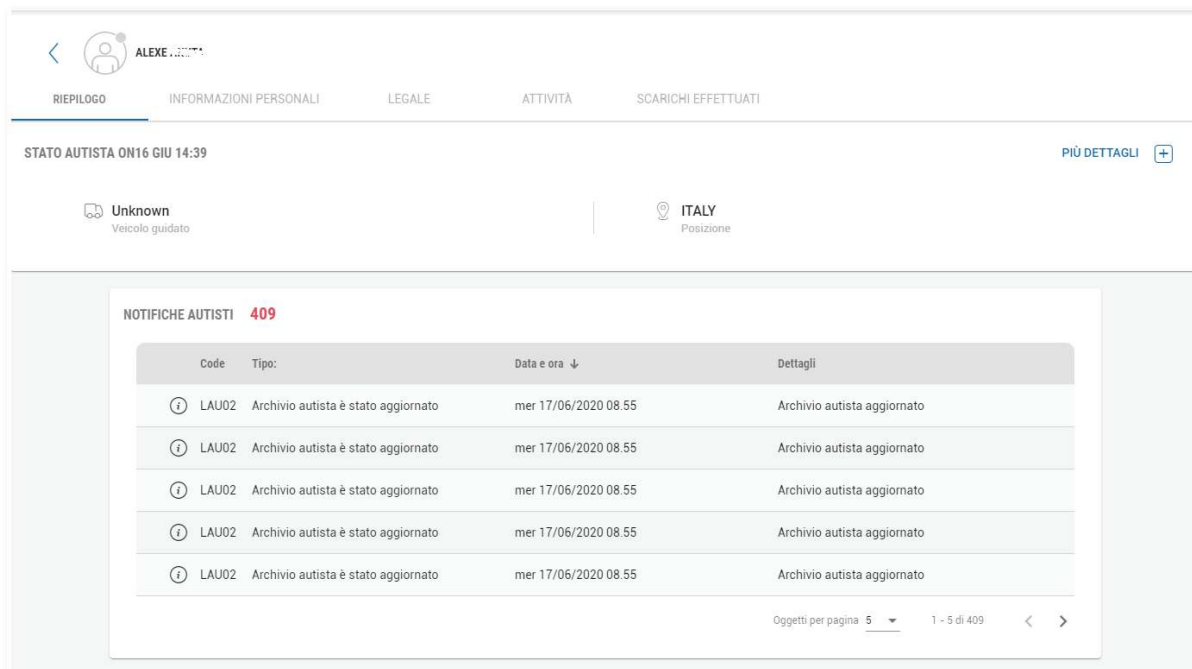 ALEXE
RIEPILOGO INFORMAZIONI PERSONALI LEGALE ATTIVITÀ SCARICHI EFFETTUATI
STATO AUTISTA ON16 GIU 14:39 PIÙ DETTAGLI
Unknown ITALY
Veicolo guidato Posizione
NOTIFICHE AUTISTI 409
Code Tipo: Data e ora Dettagli
LAU02 Archivio autista è stato aggiornato mer 17/06/2020 08.55 Archivio autista aggiornato
LAU02 Archivio autista è stato aggiornato mer 17/06/2020 08.55 Archivio autista aggiornato
LAU02 Archivio autista è stato aggiornato mer 17/06/2020 08.55 Archivio autista aggiornato
LAU02 Archivio autista è stato aggiornato mer 17/06/2020 08.55 Archivio autista aggiornato
LAU02 Archivio autista è stato aggiornato mer 17/06/2020 08.55 Archivio autista aggiornato
Oggetti per pagina 5 1 - 5 di 409